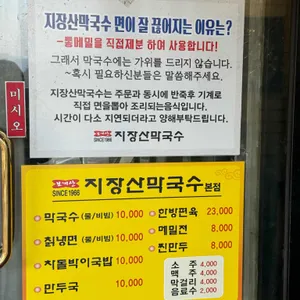 지장산막국수 면이 잘 끊어지는 이유는?
-통메밀을 직접제분 하여 사용합니다!
그래서 막국수에는 가위를 드리지 않습니다.
~혹시 필요하신분들은 말씀해주세요.
지장산막국수는 주문과 동시에 반죽후 기계로
직접 면을뽑아 조리되는음식입니다.
시간이 다소 지연되더라고 양해부탁드립니다.
SINCE1966 지장산막국수
미시오
보개산
SINCE1966 지장산막국수 본점
막국수 (물/비빔) 10,000
칡냉면 (물/비빔) 10,000
차돌박이국밥 10,000
만두국 10,000
한방편육 23,000
메밀전 8,000
찐만두 8,000
소주 4,000
맥주 4,000
막걸리 4,000
음료수 2,000